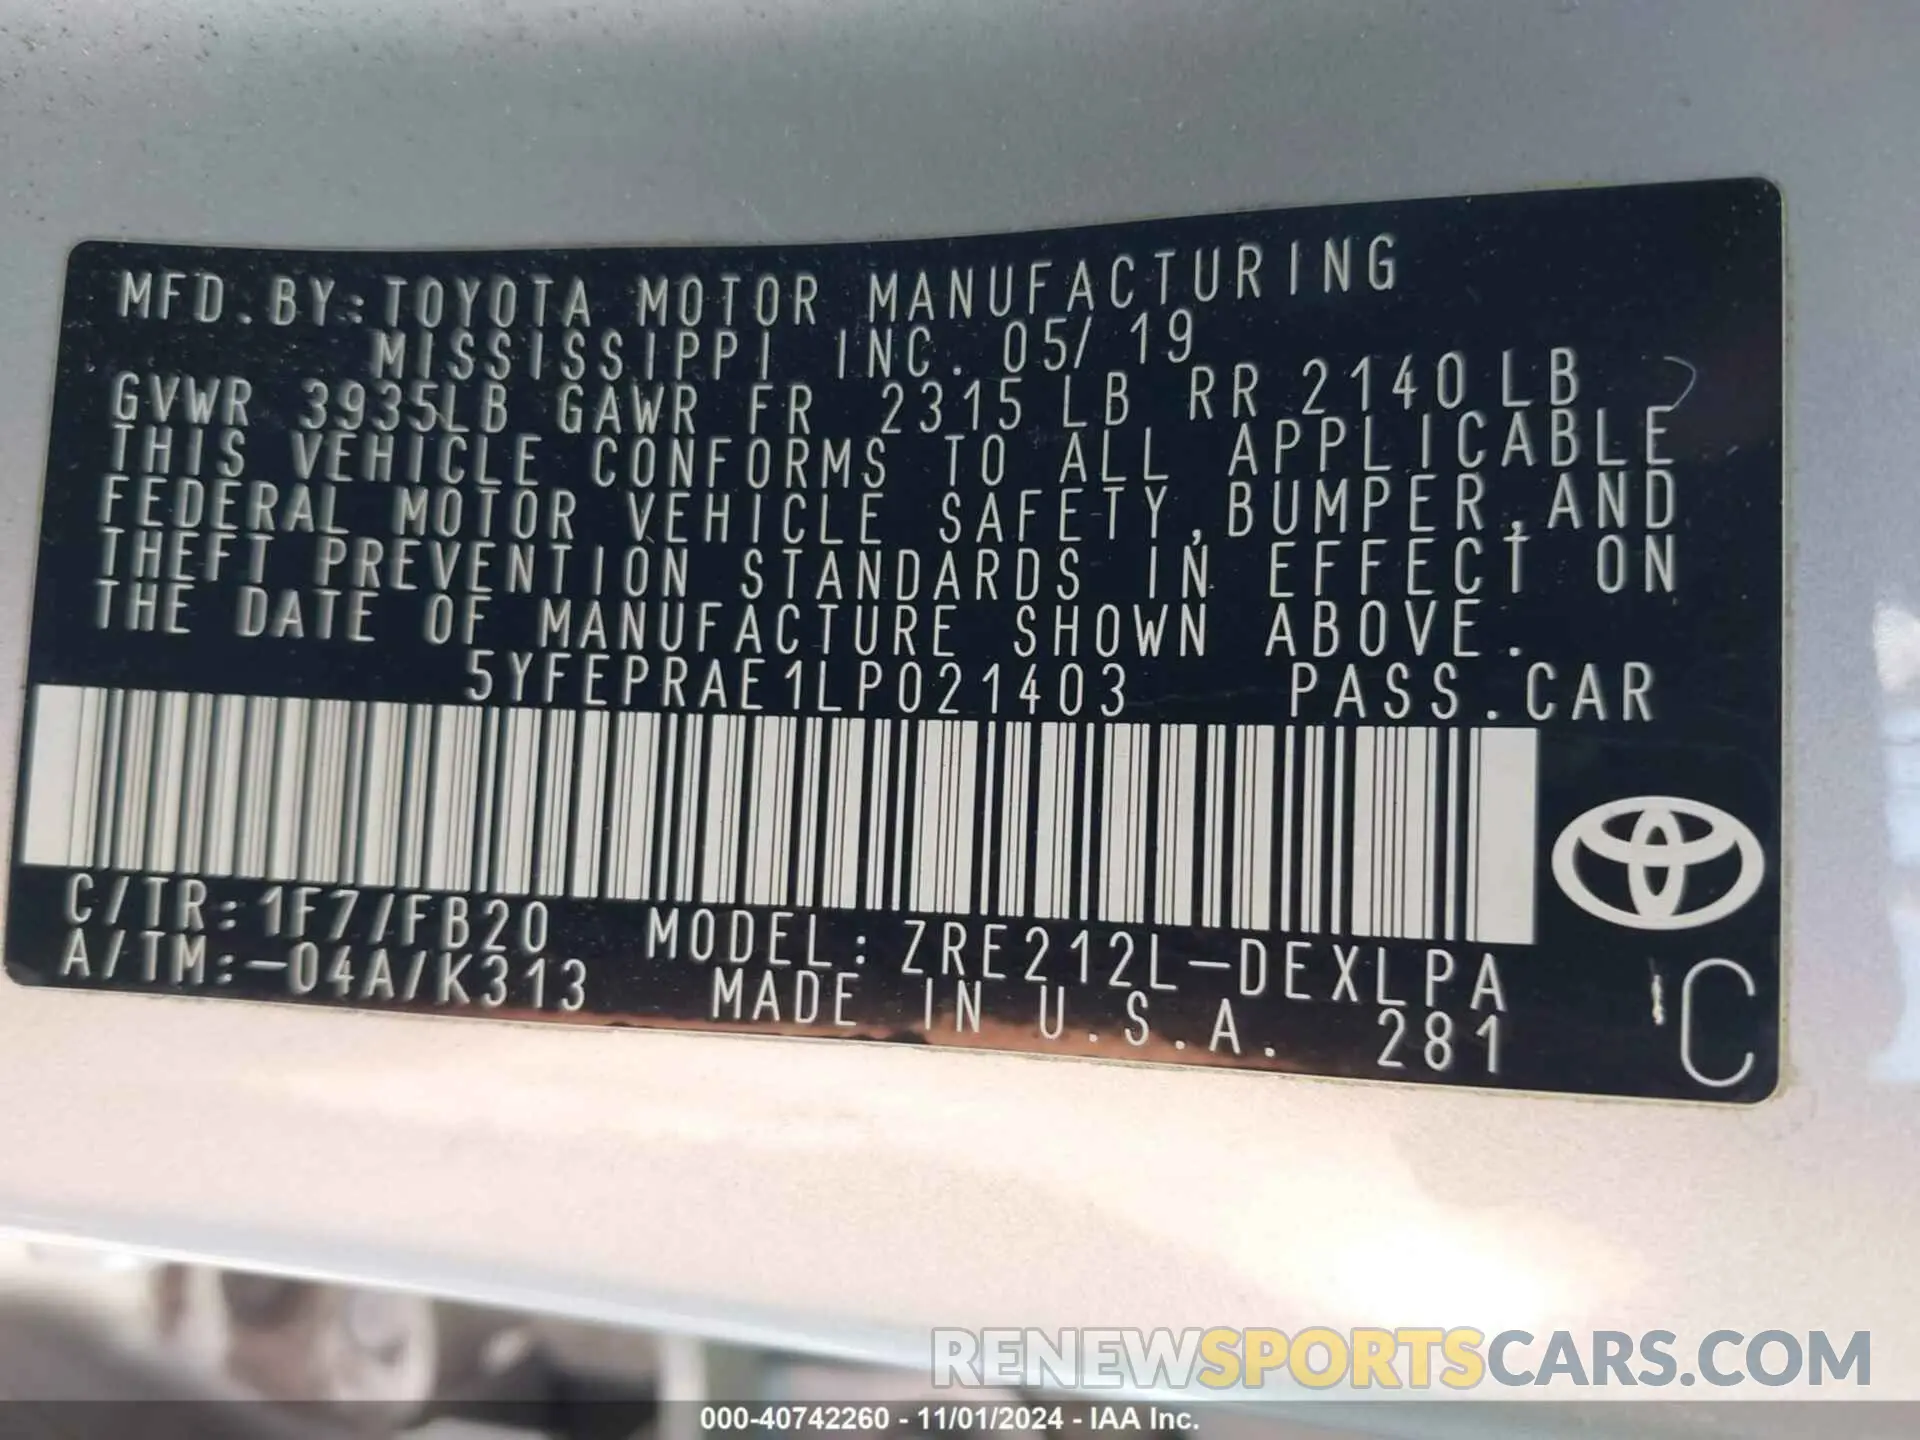 MFD.BY:TOYOTA MOTOR MANUFACTURING
MISSISSIPPI INC. 05/19
GVWR 3935LB GAWR FR 2315LB RR 2140LB
THIS VEHICLE CONFORMS TO ALL APPLICABLE
FEDERAL MOTOR VEHICLE SAFETY,BUMPER,AND
THEFT PREVENTION STANDARDS IN EFFECT ON
THE DATE OF MANUFACTURE SHOWN ABOVE.
5YFEPRAE1LP021403 PASS.CAR
C/TR:1F7/FB20 MODEL:ZRE212L-DEXLPA
A/TM:-04A/K313 MADE IN U.S.A. 281
C
RENEWSPORTSCARS.COM
000-40742260 - 11/01/2024 - IAA Inc.